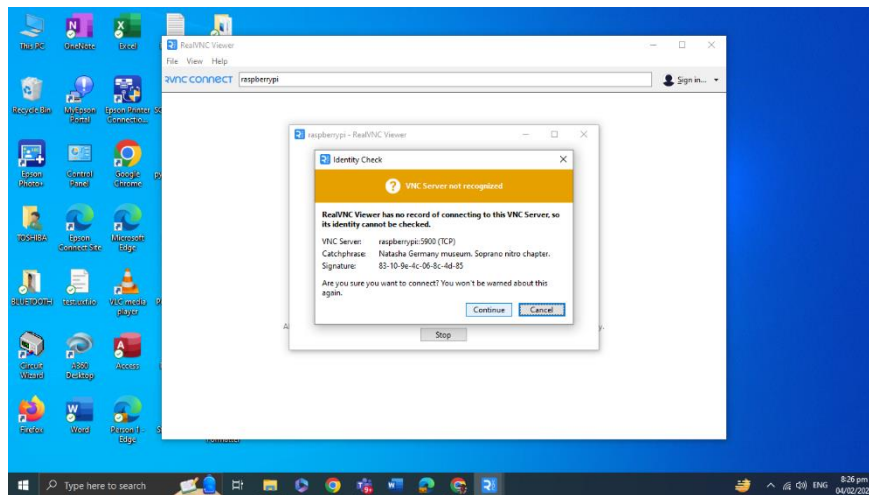 This PC
OneNote
Excel
RealVNC Viewer
File View Help
RVNC CONNECT raspberrypi Sign in...
Recycle Bin
MyEpson Portal
Epson Printer Connectio...
raspberrypi - RealVNC Viewer
Identity Check
VNC Server not recognized
Epson Photo+
Control Panel
Google Chrome
RealVNC Viewer has no record of connecting to this VNC Server, so
its identity cannot be checked.
VNC Server: raspberrypi::5900 (TCP)
Catchphrase: Natasha Germany museum. Soprano nitro chapter.
Signature: 83-10-9e-4c-06-8c-4d-85
Are you sure you want to connect? You won't be warned about this
again.
Continue Cancel
Stop
TOSHIBA
Epson Connect Site
Microsoft Edge
BLUETOOTH
VLC media player
Circuit Wizard
A360 Desktop
Access
Firefox
Word
Person 1 - Edge
Type here to search
ENG
8:26 pm
04/02/202